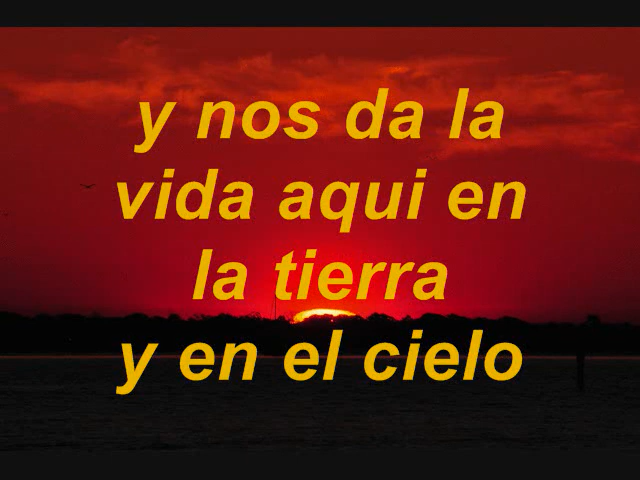 y nos da la
vida aqui en
la tierra
y en el cielo